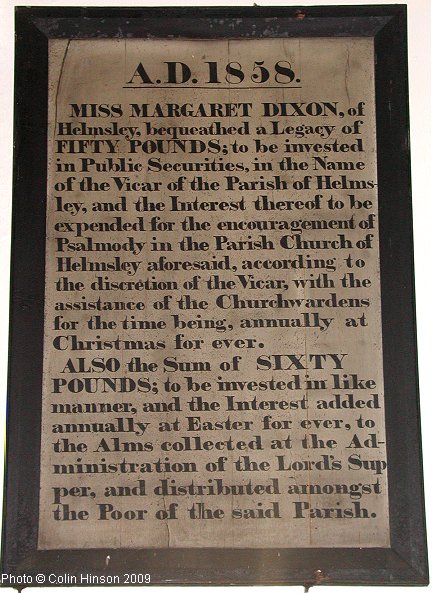 A.D. 1858.
MISS MARGARET DIXON, of
Helmsley, bequeathed a Legacy of
FIFTY POUNDS; to be invested
in Public Securities, in the Name
of the Vicar of the Parish of Helms-
ley, and the Interest thereof to be
expended for the encouragement of
Psalmody in the Parish Church of
Helmsley aforesaid, according to
the discretion of the Vicar, with the
assistance of the Churchwardens
for the time being, annually at
Christmas for ever.
ALSO the Sum of SIXTY
POUNDS; to be invested in like
manner, and the Interest added
annually at Easter for ever, to
the Alms collected at the Ad-
ministration of the Lord's Sup-
per, and distributed amongst
the Poor of the said Parish.
Photo © Colin Hinson 2009